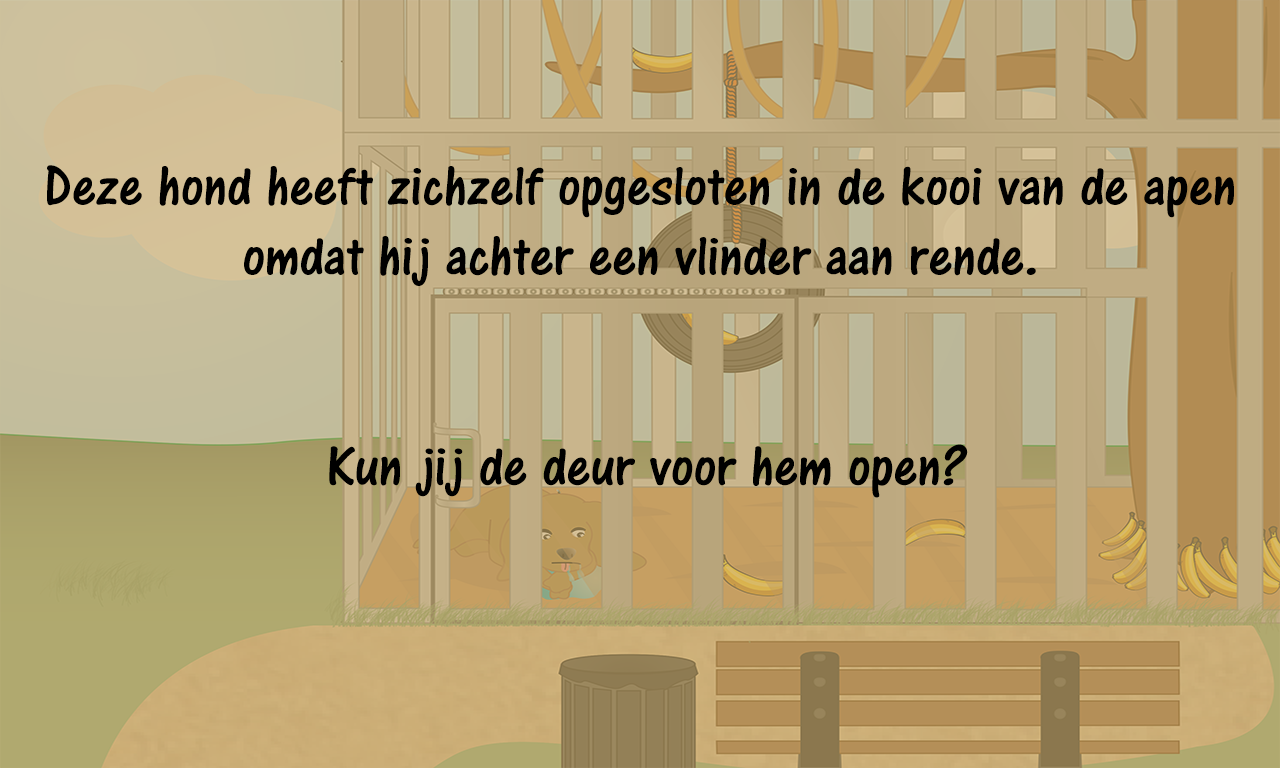 Deze hond heeft zichzelf opgesloten in de kooi van de apen
omdat hij achter een vlinder aan rende.
Kun jij de deur voor hem open?